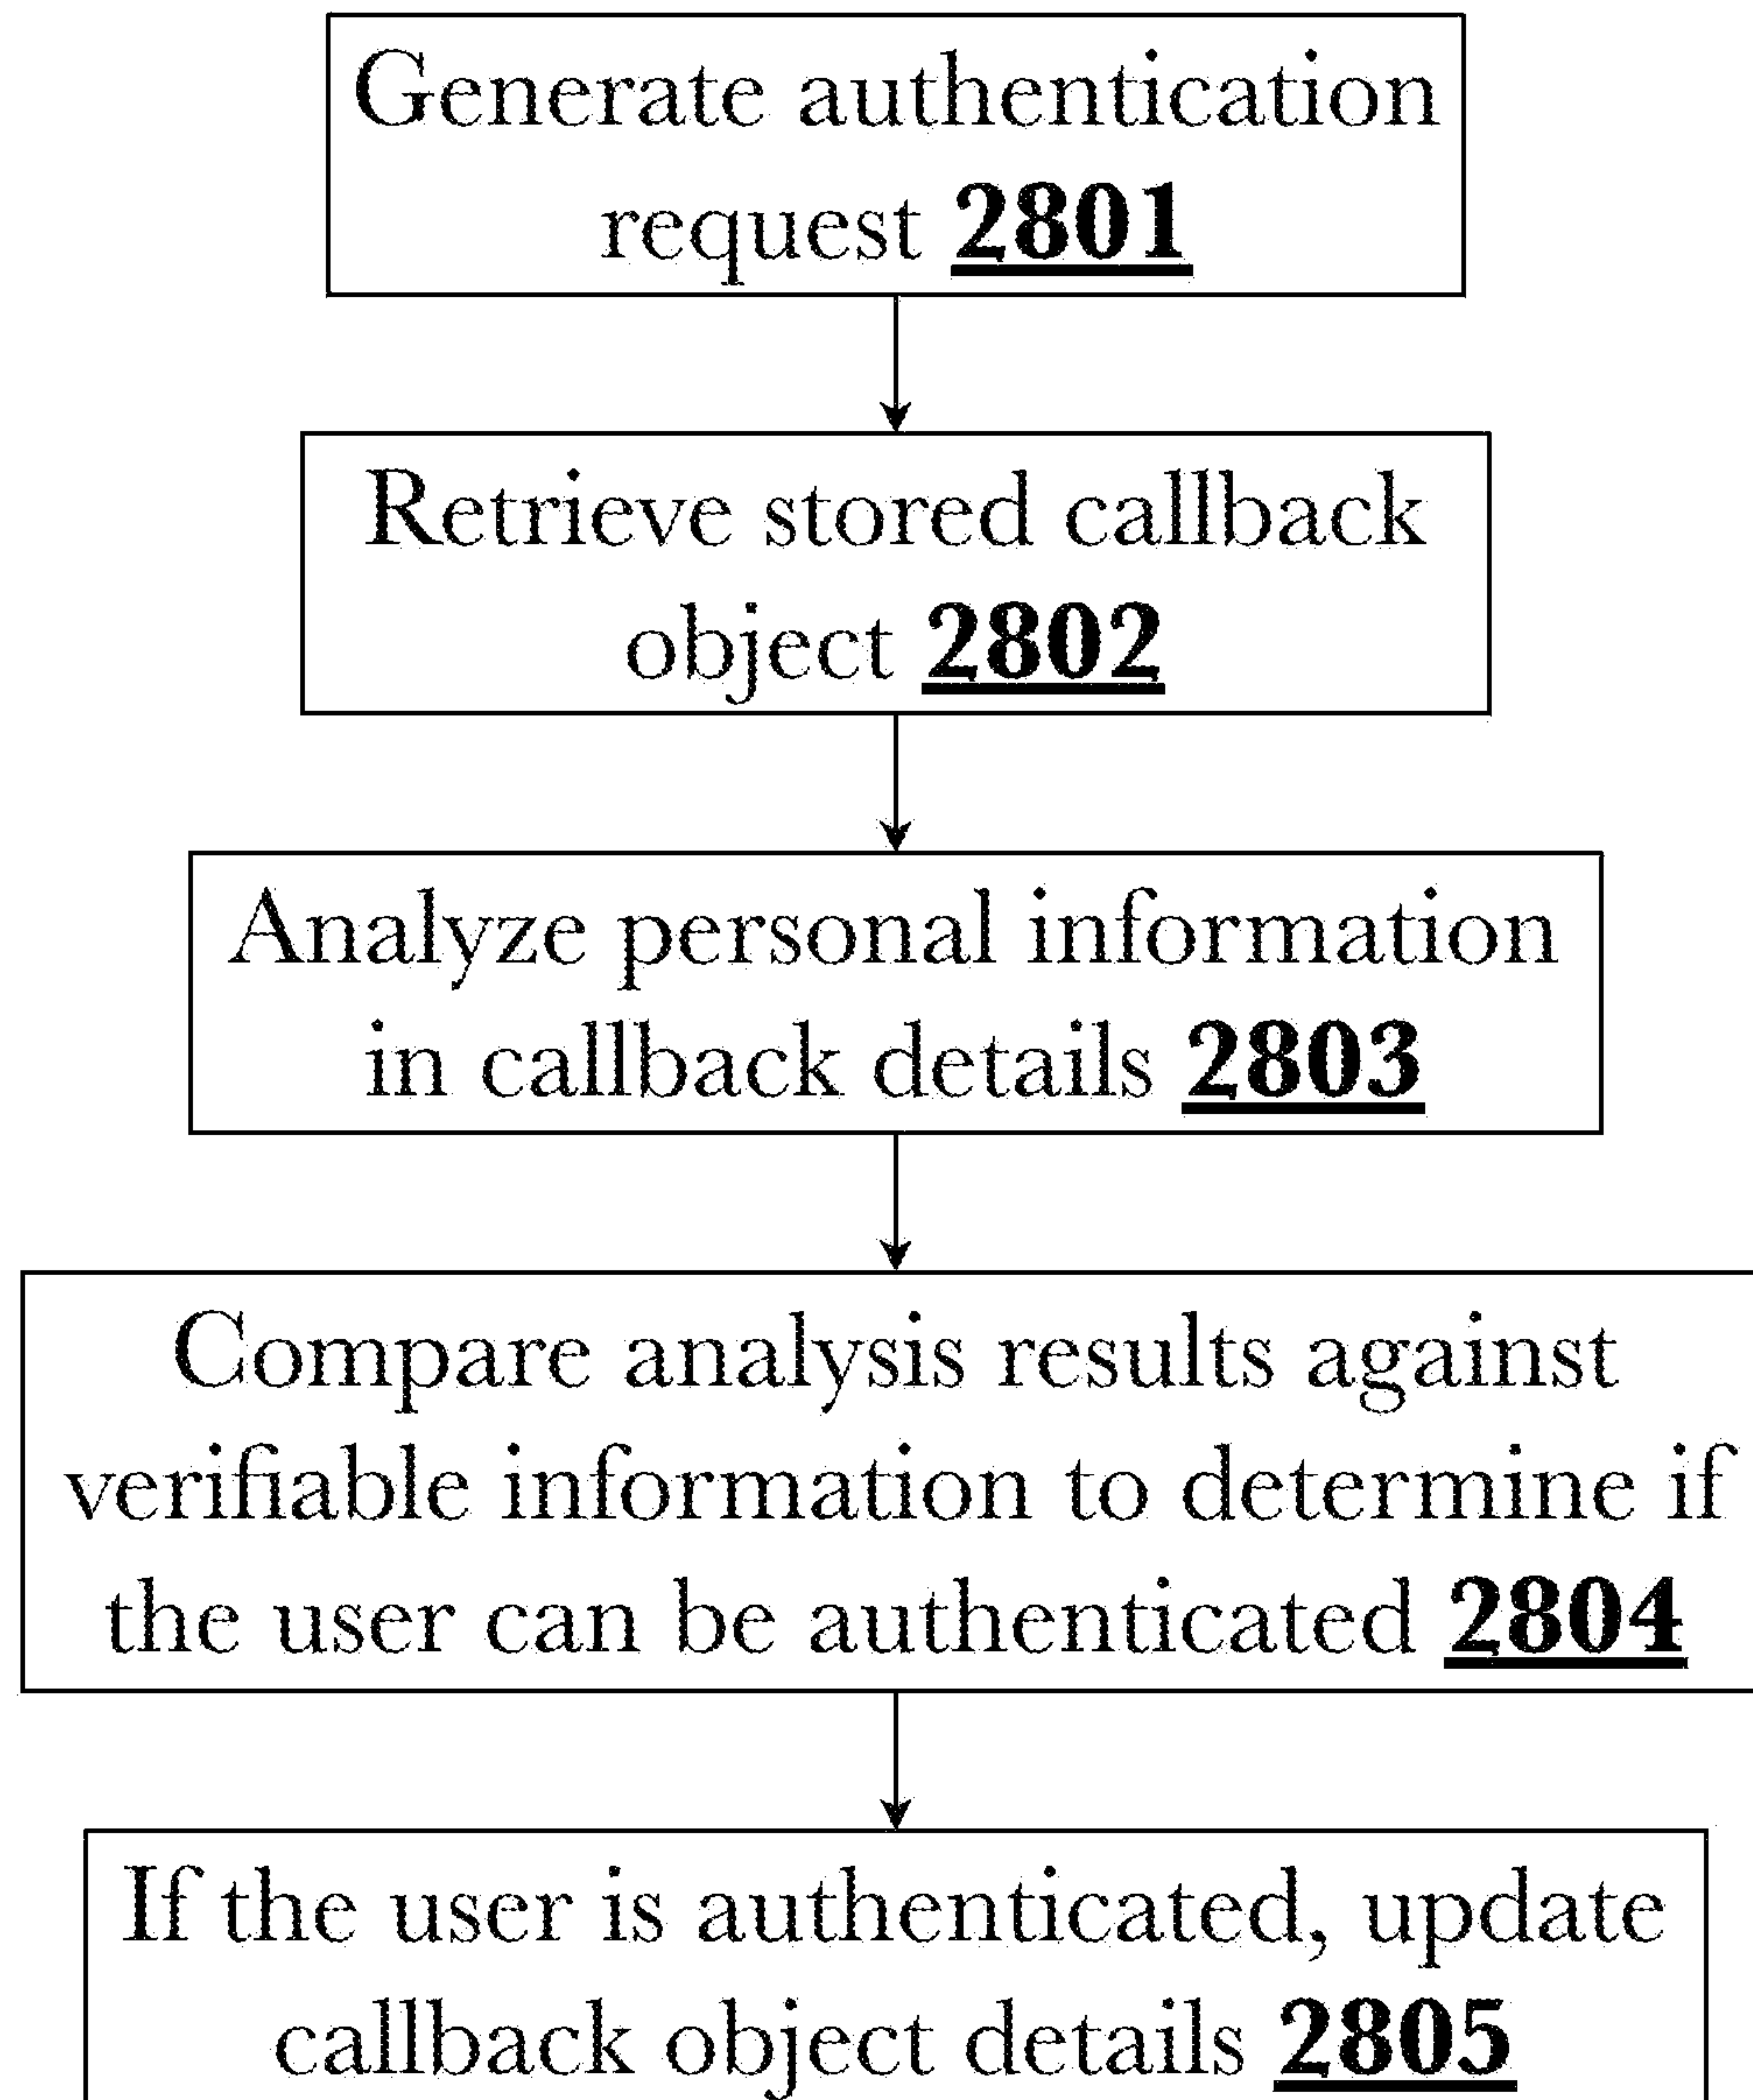 Generate authentication
request 2801
Retrieve stored callback
object 2802
Analyze personal information
in callback details 2803
Compare analysis results against
verifiable information to determine if
the user can be authenticated 2804
If the user is authenticated, update
callback object details 2805